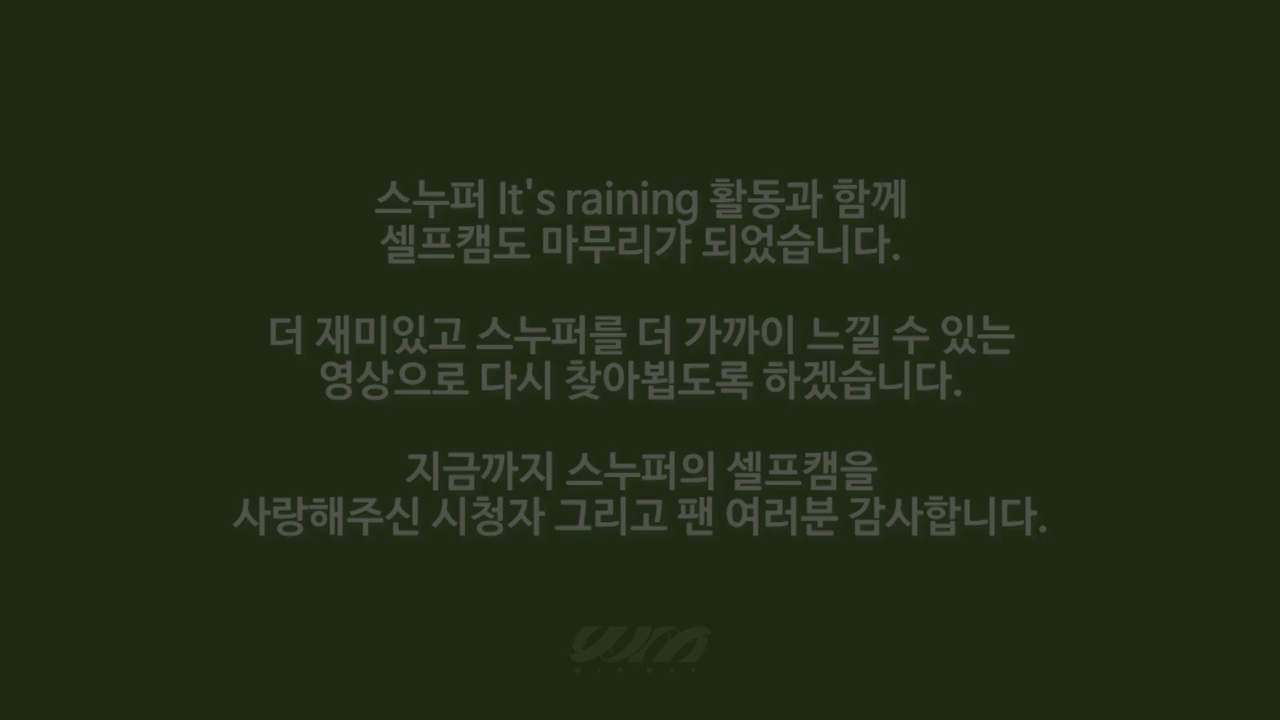 스누퍼 It's raining 활동과 함께
셀프캠도 마무리가 되었습니다.
더 재미있고 스누퍼를 더 가까이 느낄 수 있는
영상으로 다시 찾아뵙도록 하겠습니다.
지금까지 스누퍼의 셀프캠을
사랑해주신 시청자 그리고 팬 여러분 감사합니다.